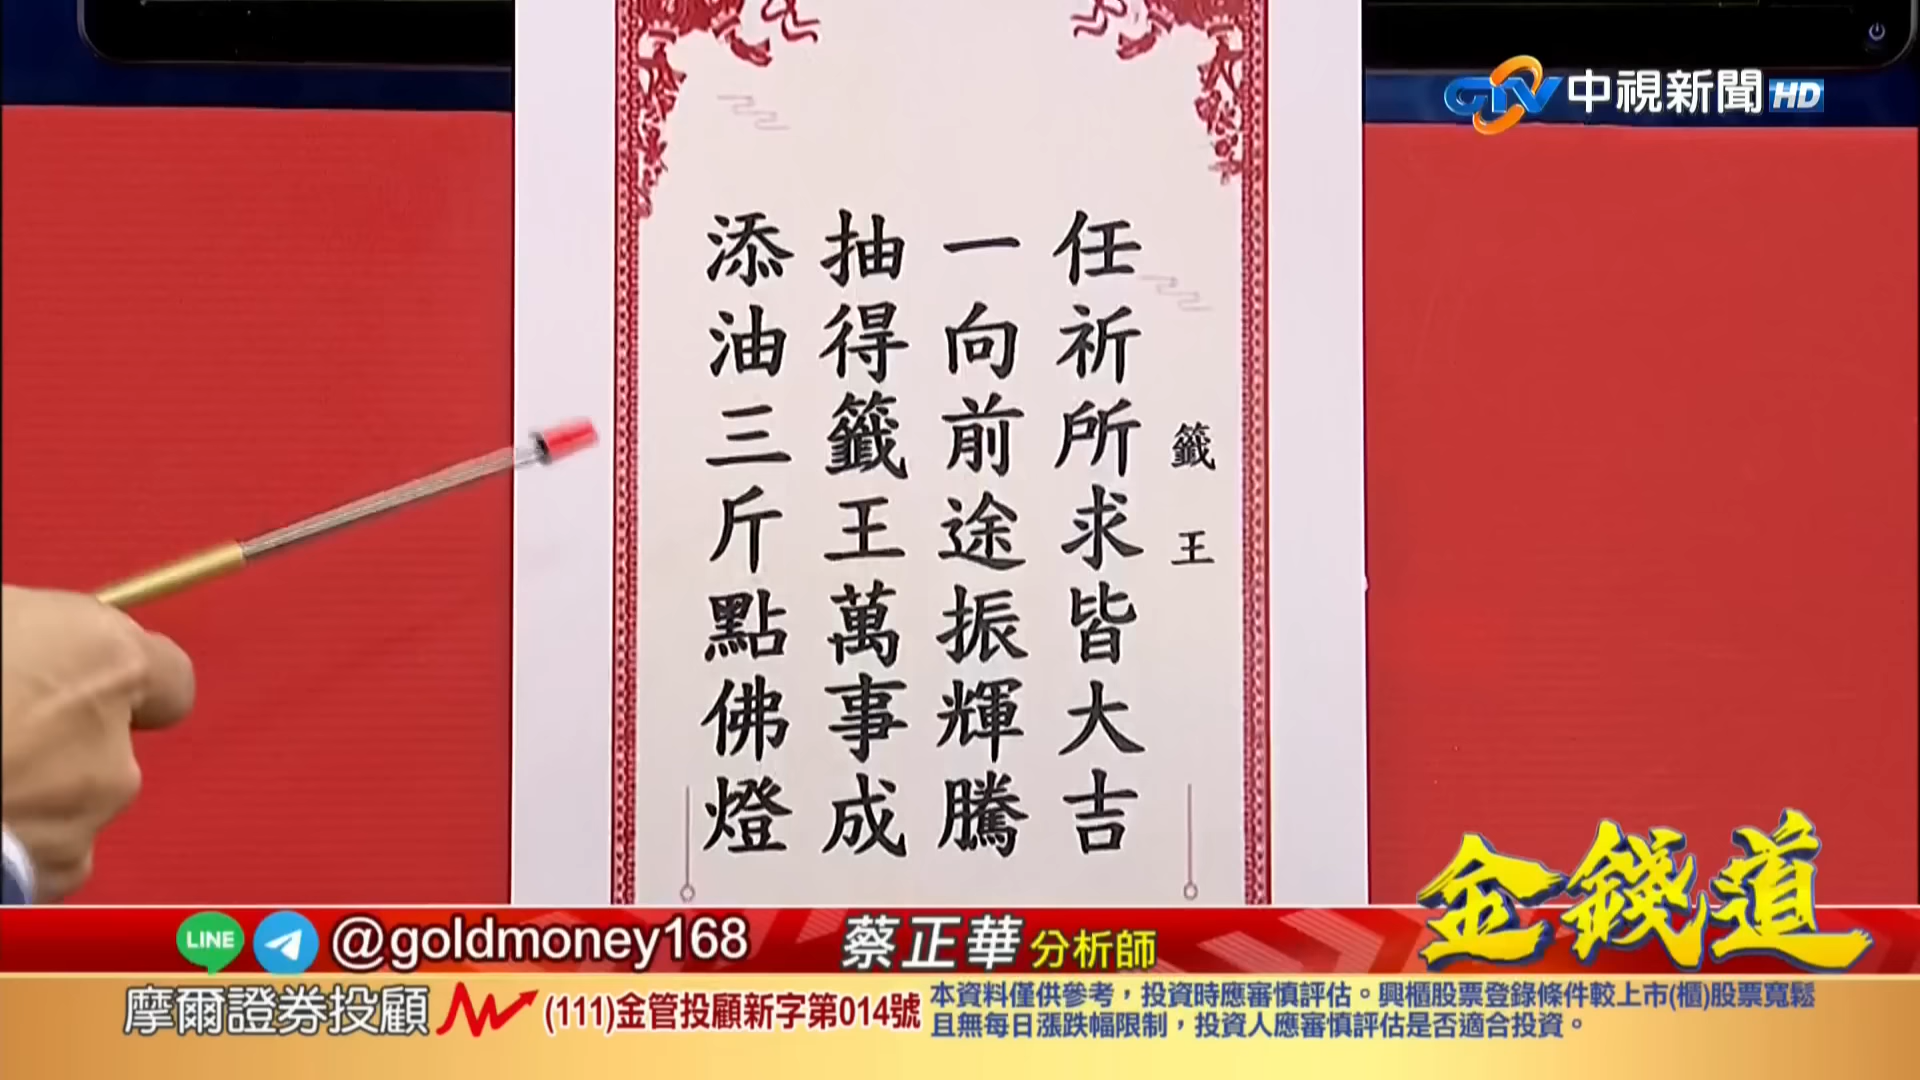 CTV中視新聞HD
籤王
任祈所求皆大吉
一向前途振輝騰
抽得籤王萬事成
添油三斤點佛燈
金錢道
LINE @goldmoney168 蔡正華 分析師
摩爾證券投顧 (111)金管投顧新字第014號
本資料僅供參考，投資時應審慎評估。興櫃股票登錄條件較上市(櫃)股票寬鬆
且無每日漲跌幅限制，投資人應審慎評估是否適合投資。